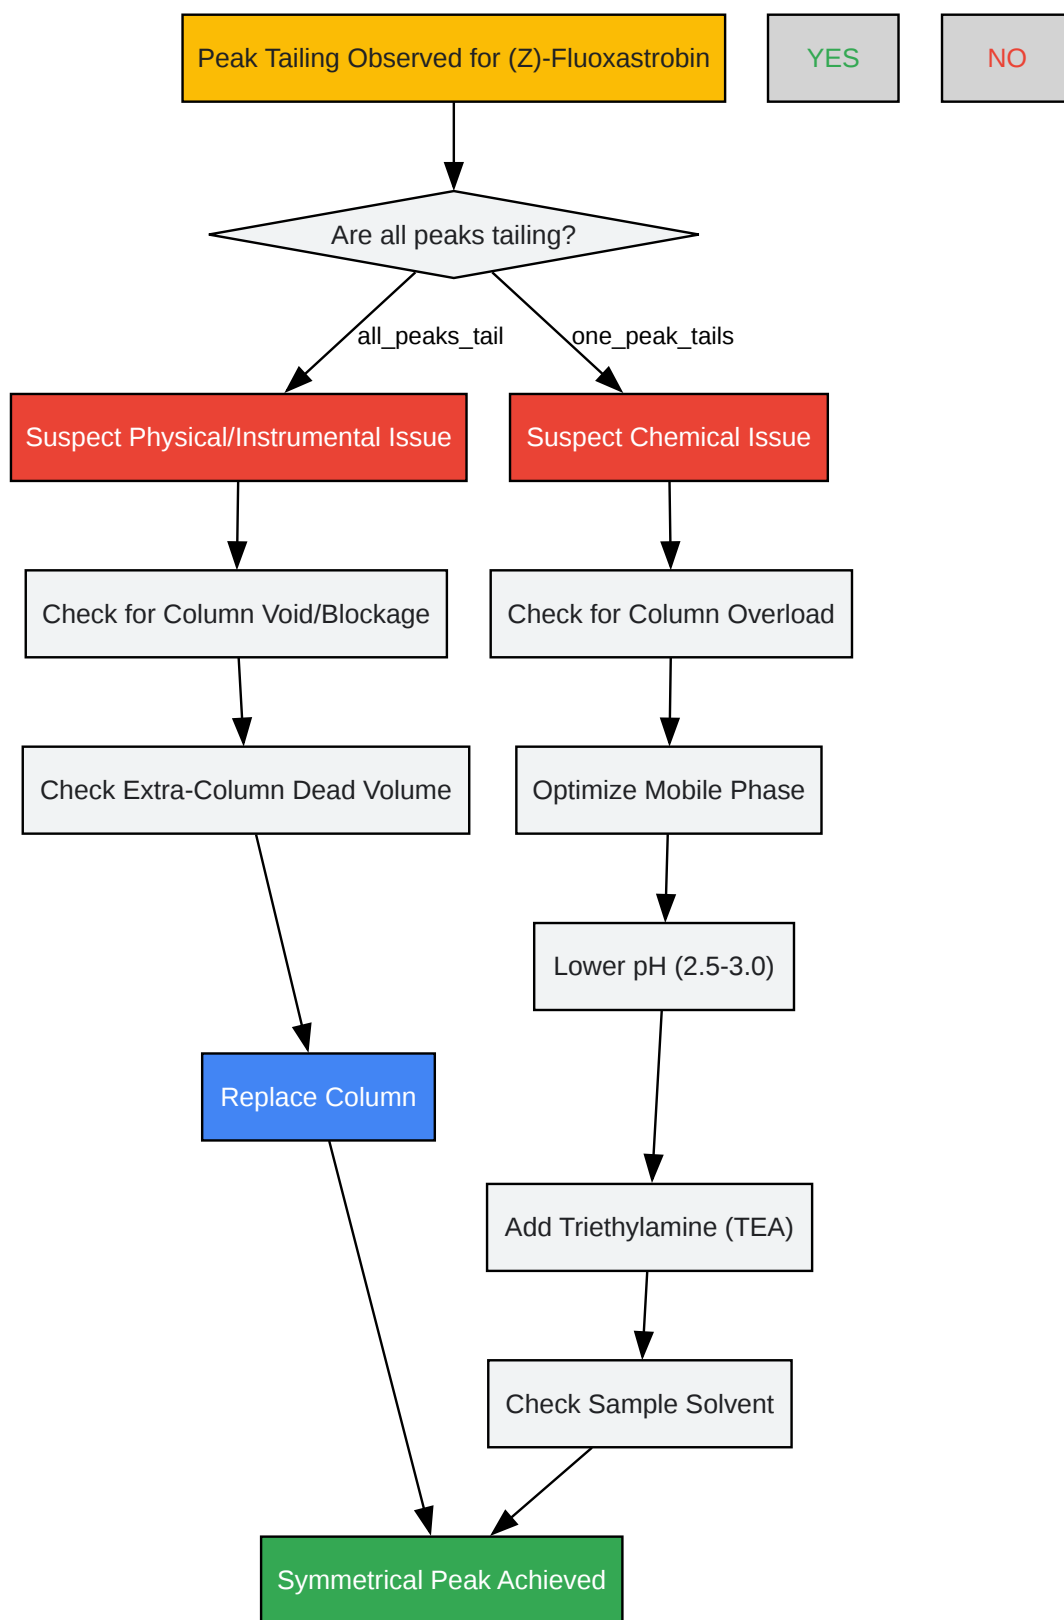 Peak Tailing Observed for (Z)-Fluoxastrobin
YES
NO
Are all peaks tailing?
all_peaks_tail
one_peak_tails
Suspect Physical/Instrumental Issue
Suspect Chemical Issue
Check for Column Void/Blockage
Check for Column Overload
Check Extra-Column Dead Volume
Optimize Mobile Phase
Lower pH (2.5-3.0)
Replace Column
Add Triethylamine (TEA)
Check Sample Solvent
Symmetrical Peak Achieved